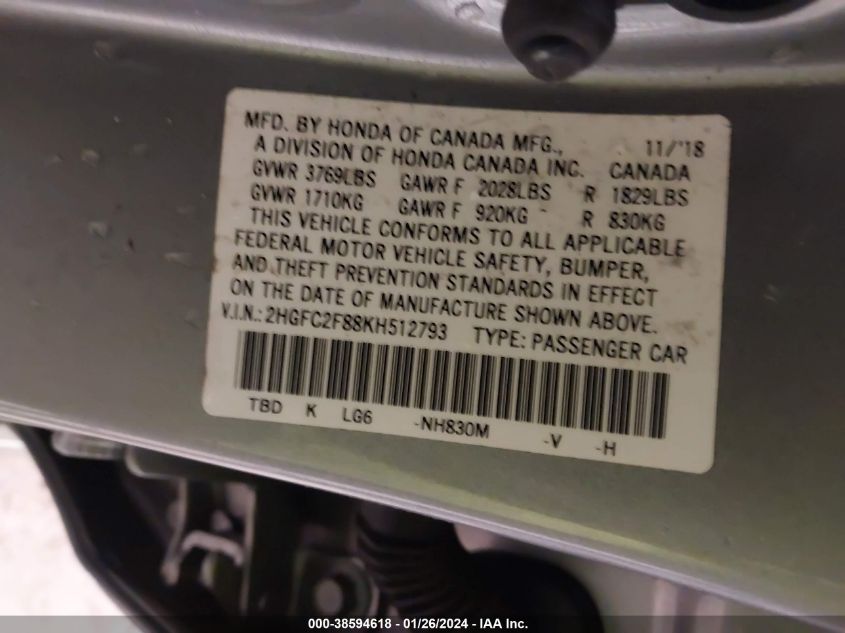 MFD. BY HONDA OF CANADA MFG., 11/'18
A DIVISION OF HONDA CANADA INC. CANADA
GVWR 3769LBS GAWR F 2028LBS R 1829LBS
GVWR 1710KG GAWR F 920KG R 830KG
THIS VEHICLE CONFORMS TO ALL APPLICABLE
FEDERAL MOTOR VEHICLE SAFETY, BUMPER,
AND THEFT PREVENTION STANDARDS IN EFFECT
ON THE DATE OF MANUFACTURE SHOWN ABOVE.
V.I.N.: 2HGFC2F88KH512793 TYPE: PASSENGER CAR
TBD K LG6 -NH830M -V -H
000-38594618 - 01/26/2024 - IAA Inc.